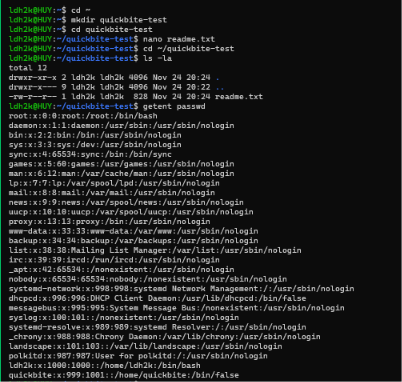 ldh2k@HUY:~$ cd ~
ldh2k@HUY:~$ mkdir quickbite-test
ldh2k@HUY:~$ cd quickbite-test
ldh2k@HUY:~/quickbite-test$ nano readme.txt
ldh2k@HUY:~/quickbite-test$ cd ~/quickbite-test
ldh2k@HUY:~/quickbite-test$ ls -la
total 12
drwxr-xr-x 2 ldh2k ldh2k 4096 Nov 24 20:24 .
drwxr-x--- 9 ldh2k ldh2k 4096 Nov 24 20:22 ..
-rw-r--r-- 1 ldh2k ldh2k  828 Nov 24 20:24 readme.txt
ldh2k@HUY:~/quickbite-test$ getent passwd
root:x:0:0:root:/root:/bin/bash
daemon:x:1:1:daemon:/usr/sbin:/usr/sbin/nologin
bin:x:2:2:bin:/bin:/usr/sbin/nologin
sys:x:3:3:sys:/dev:/usr/sbin/nologin
sync:x:4:65534:sync:/bin:/bin/sync
games:x:5:60:games:/usr/games:/usr/sbin/nologin
man:x:6:12:man:/var/cache/man:/usr/sbin/nologin
lp:x:7:7:lp:/var/spool/lpd:/usr/sbin/nologin
mail:x:8:8:mail:/var/mail:/usr/sbin/nologin
news:x:9:9:news:/var/spool/news:/usr/sbin/nologin
uucp:x:10:10:uucp:/var/spool/uucp:/usr/sbin/nologin
proxy:x:13:13:proxy:/bin:/usr/sbin/nologin
www-data:x:33:33:www-data:/var/www:/usr/sbin/nologin
backup:x:34:34:backup:/var/backups:/usr/sbin/nologin
list:x:38:38:Mailing List Manager:/var/list:/usr/sbin/nologin
irc:x:39:39:ircd:/run/ircd:/usr/sbin/nologin
_apt:x:42:65534::/nonexistent:/usr/sbin/nologin
nobody:x:65534:65534:nobody:/nonexistent:/usr/sbin/nologin
systemd-network:x:998:998:systemd Network Management:/:/usr/sbin/nologin
dhcpcd:x:996:996:DHCP Client Daemon:/usr/lib/dhcpcd:/bin/false
messagebus:x:995:995:System Message Bus:/nonexistent:/usr/sbin/nologin
syslog:x:100:101::/nonexistent:/usr/sbin/nologin
systemd-resolve:x:989:989:systemd Resolver:/:/usr/sbin/nologin
_chrony:x:988:988:Chrony Daemon:/var/lib/chrony:/usr/sbin/nologin
landscape:x:101:103::/var/lib/landscape:/usr/sbin/nologin
polkitd:x:987:987:User for polkitd:/:/usr/sbin/nologin
ldh2k:x:1000:1000::/home/ldh2k:/bin/bash
quickbite:x:999:1001::/home/quickbite:/bin/false